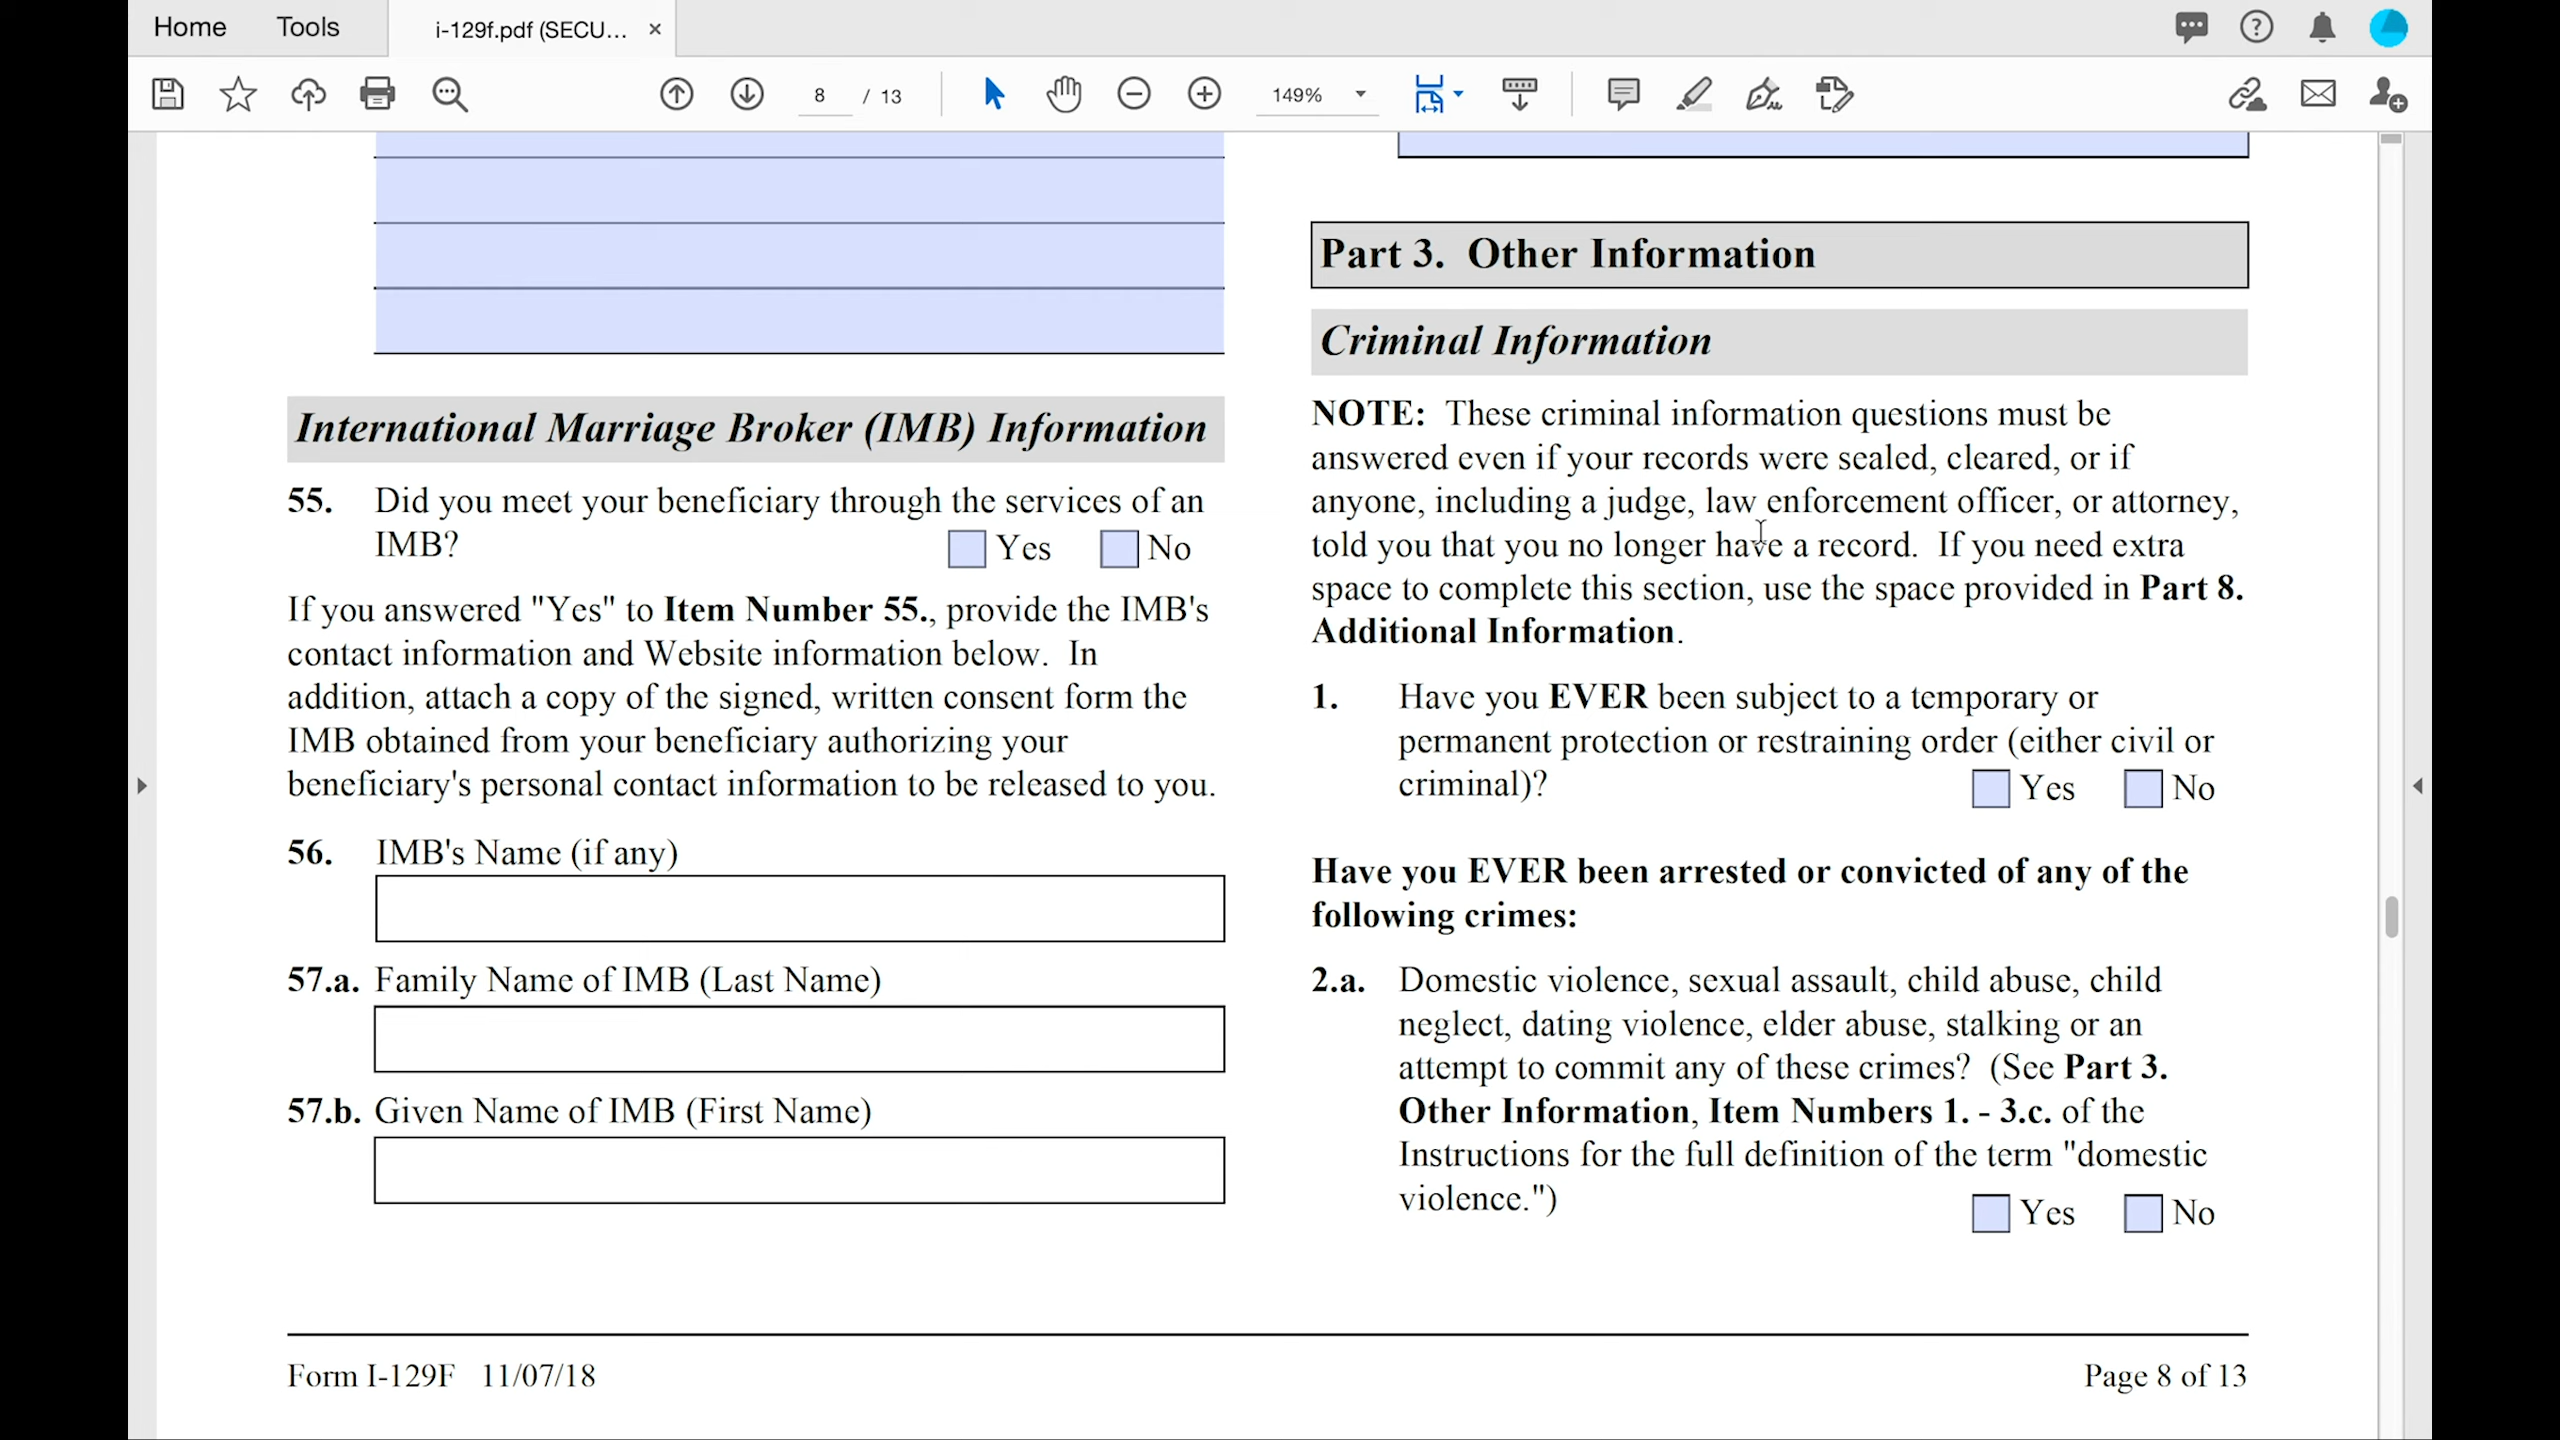 Home Tools i-129f.pdf (SECU...
8 / 13 149%
International Marriage Broker (IMB) Information
55. Did you meet your beneficiary through the services of an
IMB? Yes No
If you answered "Yes" to Item Number 55., provide the IMB's
contact information and Website information below. In
addition, attach a copy of the signed, written consent form the
IMB obtained from your beneficiary authorizing your
beneficiary's personal contact information to be released to you.
56. IMB's Name (if any)
57.a. Family Name of IMB (Last Name)
57.b. Given Name of IMB (First Name)
Part 3. Other Information
Criminal Information
NOTE: These criminal information questions must be
answered even if your records were sealed, cleared, or if
anyone, including a judge, law enforcement officer, or attorney,
told you that you no longer have a record. If you need extra
space to complete this section, use the space provided in Part 8.
Additional Information.
1. Have you EVER been subject to a temporary or
permanent protection or restraining order (either civil or
criminal)? Yes No
Have you EVER been arrested or convicted of any of the
following crimes:
2.a. Domestic violence, sexual assault, child abuse, child
neglect, dating violence, elder abuse, stalking or an
attempt to commit any of these crimes? (See Part 3.
Other Information, Item Numbers 1. - 3.c. of the
Instructions for the full definition of the term "domestic
violence.") Yes No
Form I-129F 11/07/18 Page 8 of 13